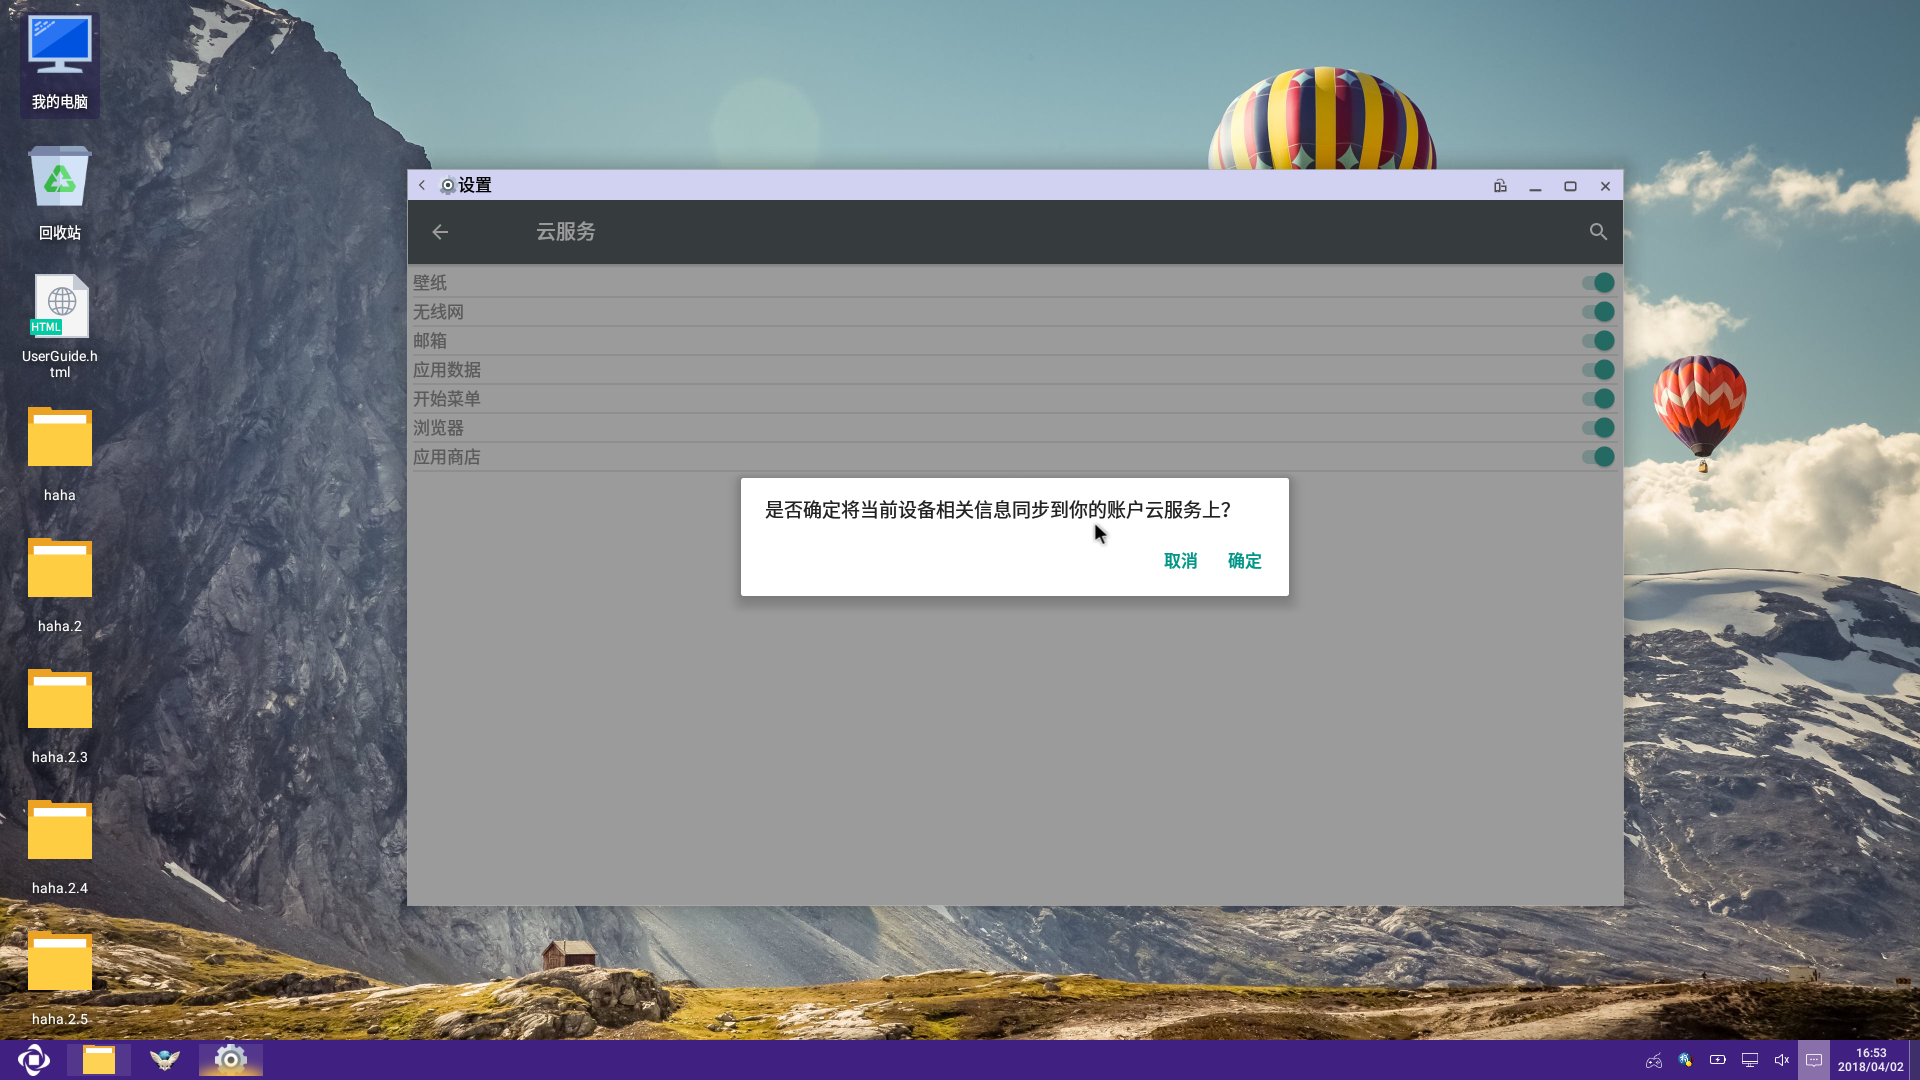 我的电脑
回收站
HTML
UserGuide.h
tml
haha
haha.2
haha.2.3
haha.2.4
haha.2.5
设置
云服务
壁纸
无线网
邮箱
应用数据
开始菜单
浏览器
应用商店
是否确定将当前设备相关信息同步到你的账户云服务上?
取消 确定
16:53
2018/04/02